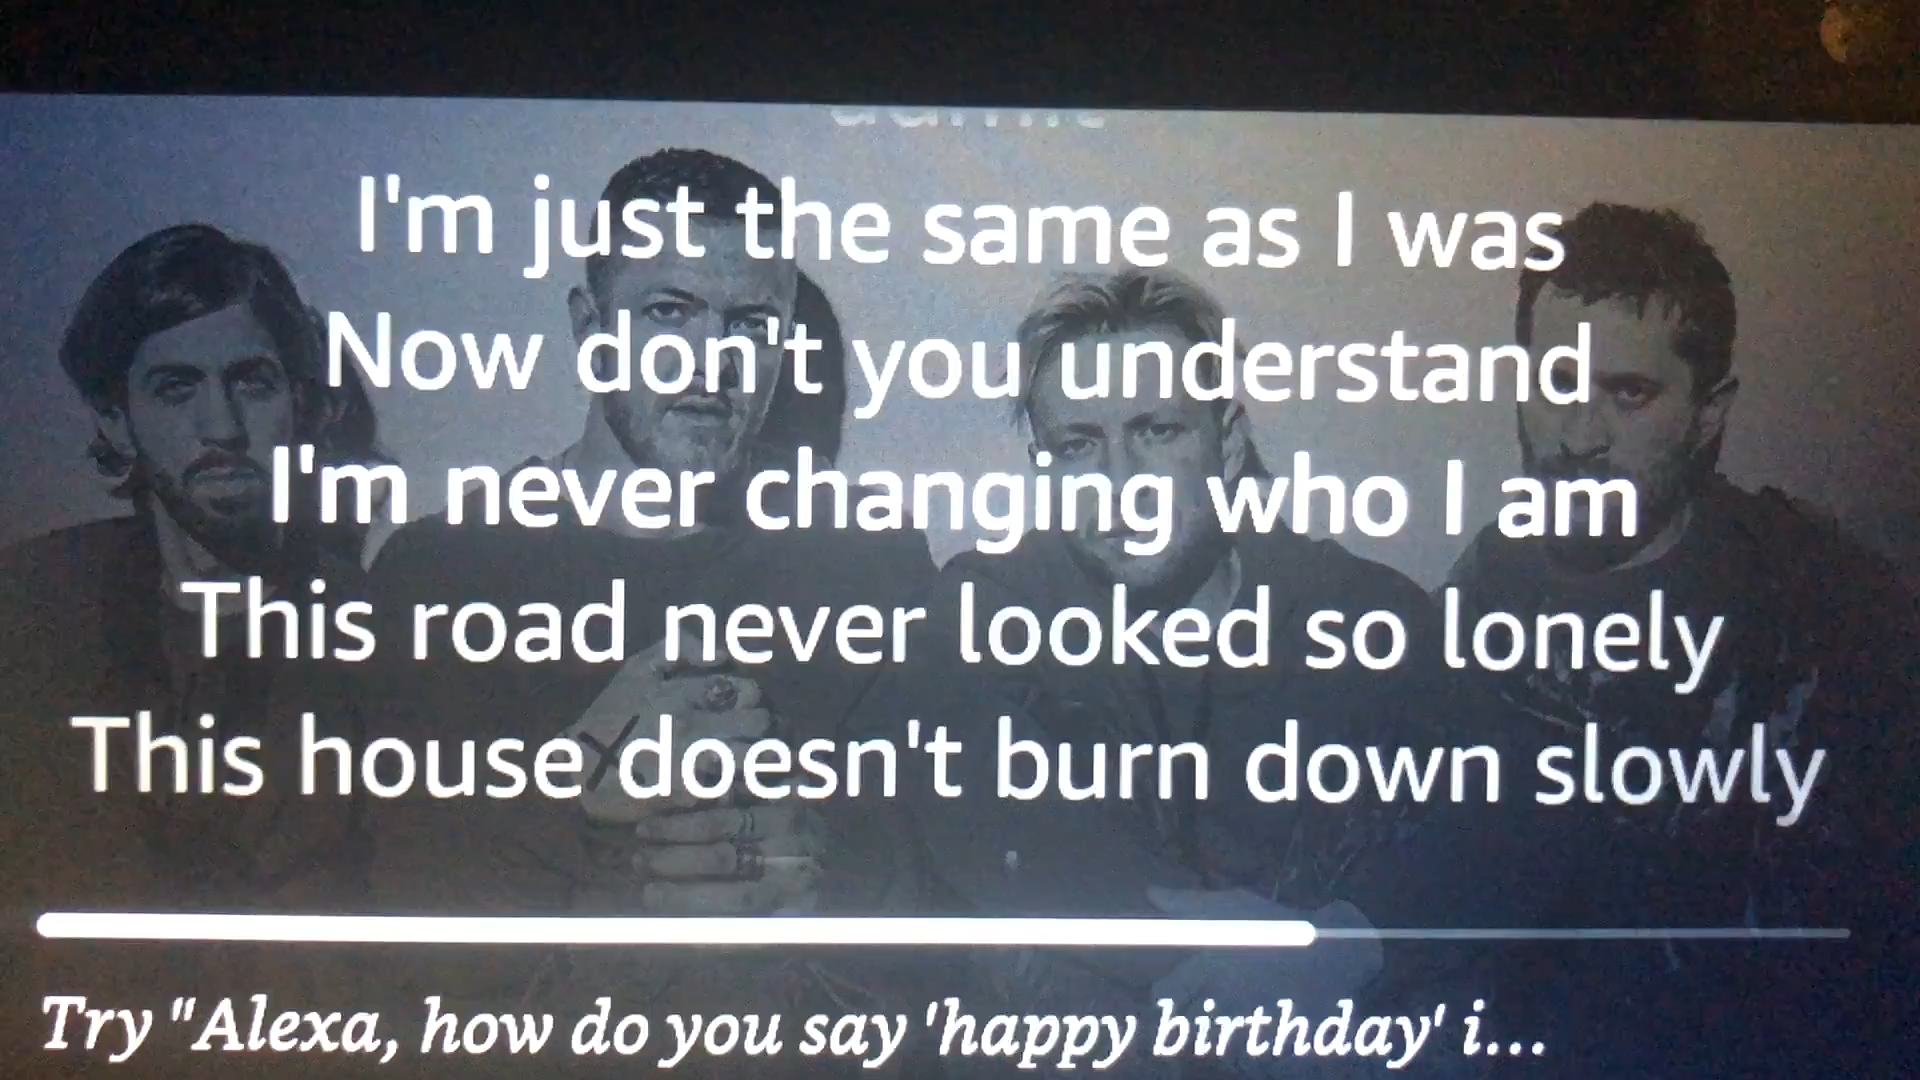 I'm just the same as I was
Now don't you understand
I'm never changing who I am
This road never looked so lonely
This house doesn't burn down slowly
Try "Alexa, how do you say 'happy birthday' i...